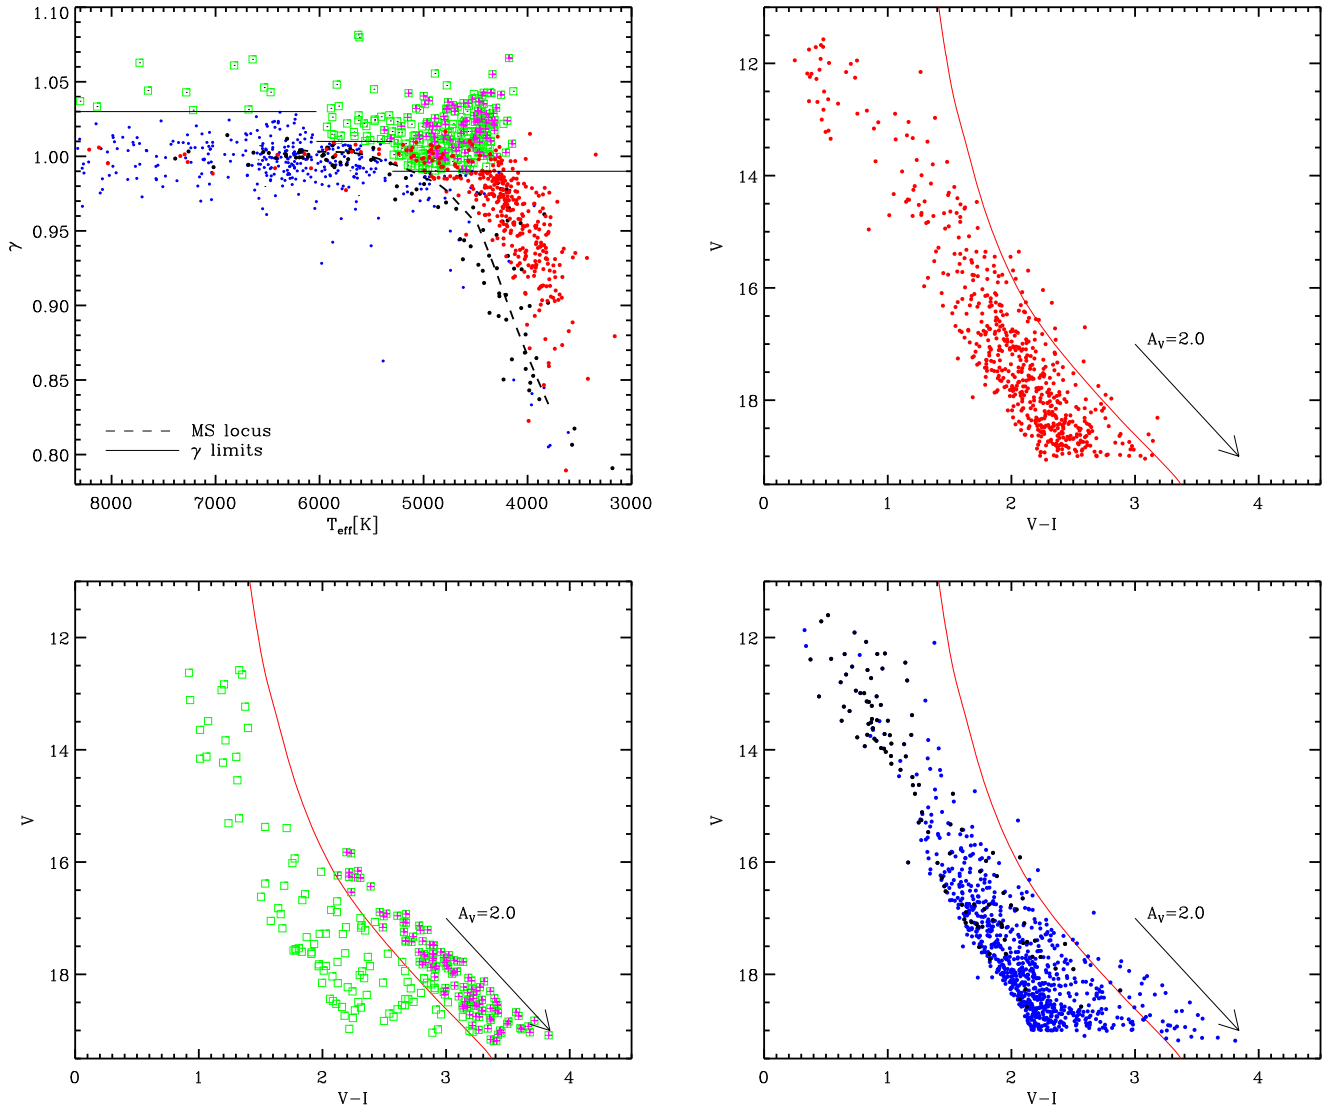 1.10
1.05
1.00
0.95
0.90
0.85
0.80
γ
MS locus
γ limits
8000 7000 6000 5000 4000 3000
T_eff[K]
12
14
16
18
V
A_V=2.0
0 1 2 3 4
V-I
12
14
16
18
V
A_V=2.0
0 1 2 3 4
V-I
12
14
16
18
V
A_V=2.0
0 1 2 3 4
V-I